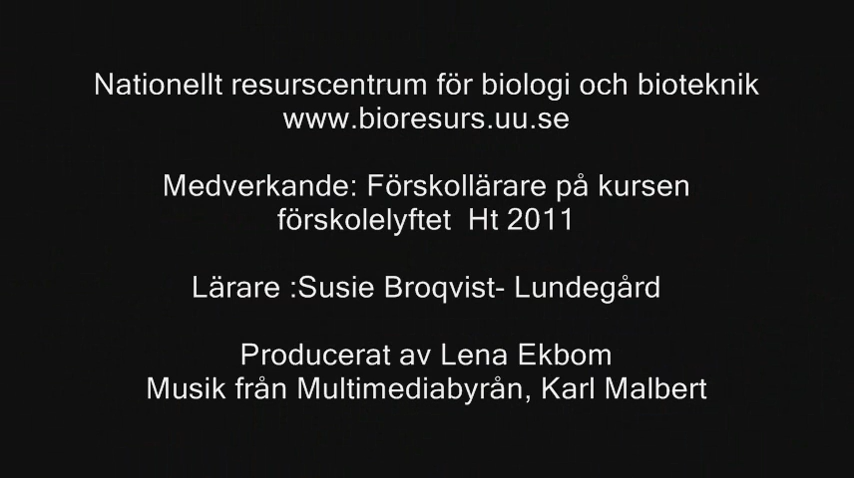 Nationellt resurscentrum för biologi och bioteknik
www.bioresurs.uu.se
Medverkande: Förskollärare på kursen
förskolelyftet  Ht 2011
Lärare :Susie Broqvist- Lundegård
Producerat av Lena Ekbom
Musik från Multimediabyrån, Karl Malbert